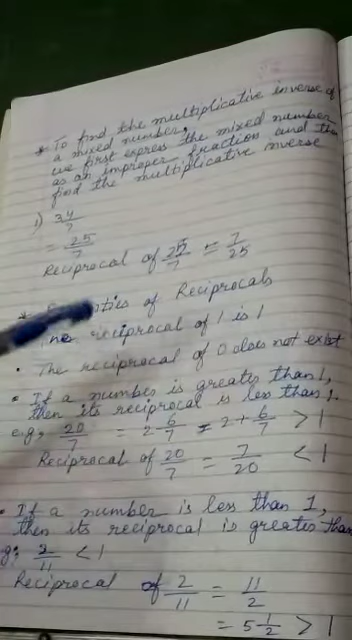 * To find the multiplicative inverse of
a mixed number,
we first express the mixed number
as an improper fraction and then
find the multiplicative inverse
1) 3 4/7
= 25/7
Reciprocal of 25/7 = 7/25
* of Reciprocals
reciprocal of 1 is 1
• The reciprocal of 0 does not exist
• If a number is greater than 1,
then its reciprocal is less than 1.
e.g; 20/7 = 2 6/7 = 2 + 6/7 > 1
Reciprocal of 20/7 = 7/20 < 1
• If a number is less than 1,
then its reciprocal is greater than
g; 2/11 < 1
Reciprocal of 2/11 = 11/2
= 5 1/2 > 1